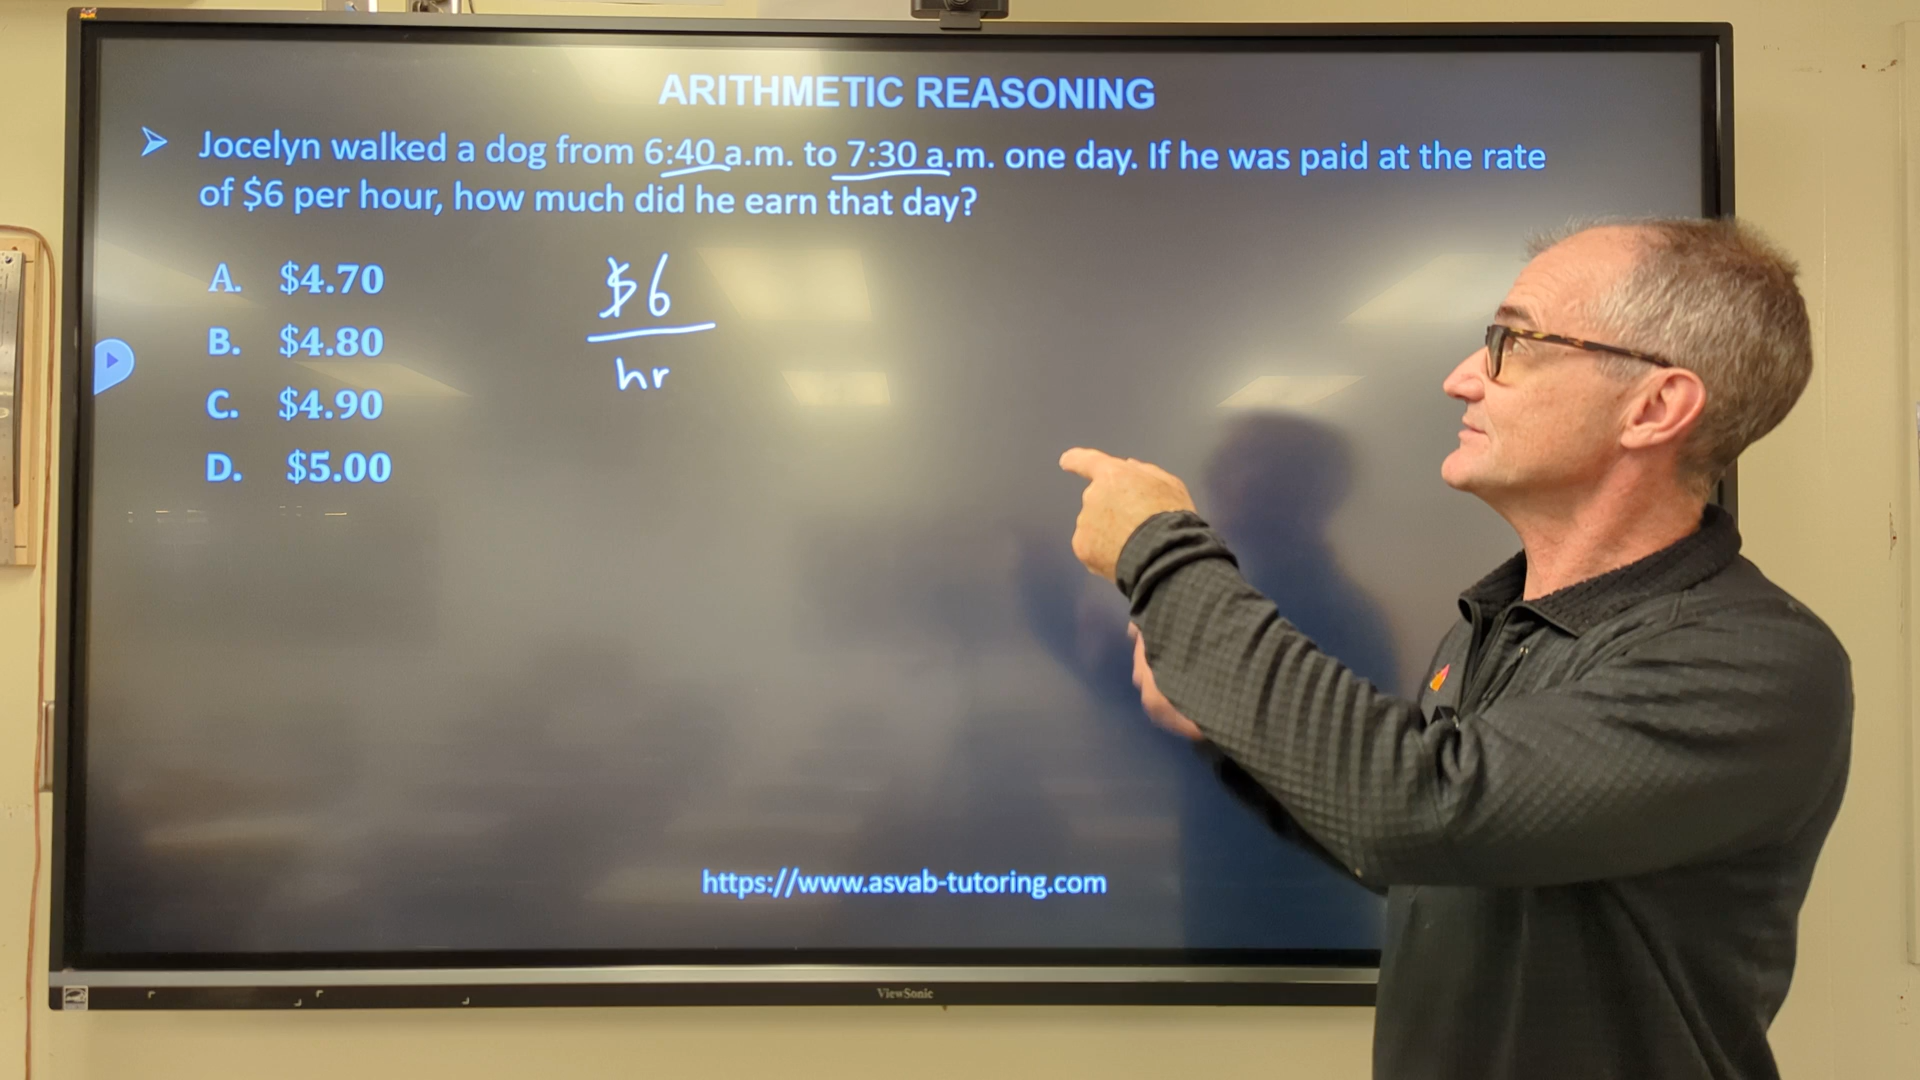 ARITHMETIC REASONING
Jocelyn walked a dog from 6:40 a.m. to 7:30 a.m. one day. If he was paid at the rate
of $6 per hour, how much did he earn that day?
A. $4.70
B. $4.80
C. $4.90
D. $5.00
$6
hr
https://www.asvab-tutoring.com
ViewSonic